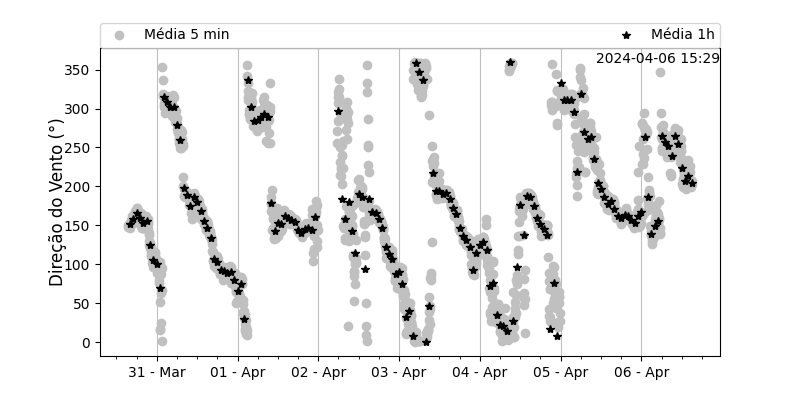 Média 5 min
Média 1h
2024-04-06 15:29
Direção do Vento (°)
350
300
250
200
150
100
50
0
31 - Mar
01 - Apr
02 - Apr
03 - Apr
04 - Apr
05 - Apr
06 - Apr